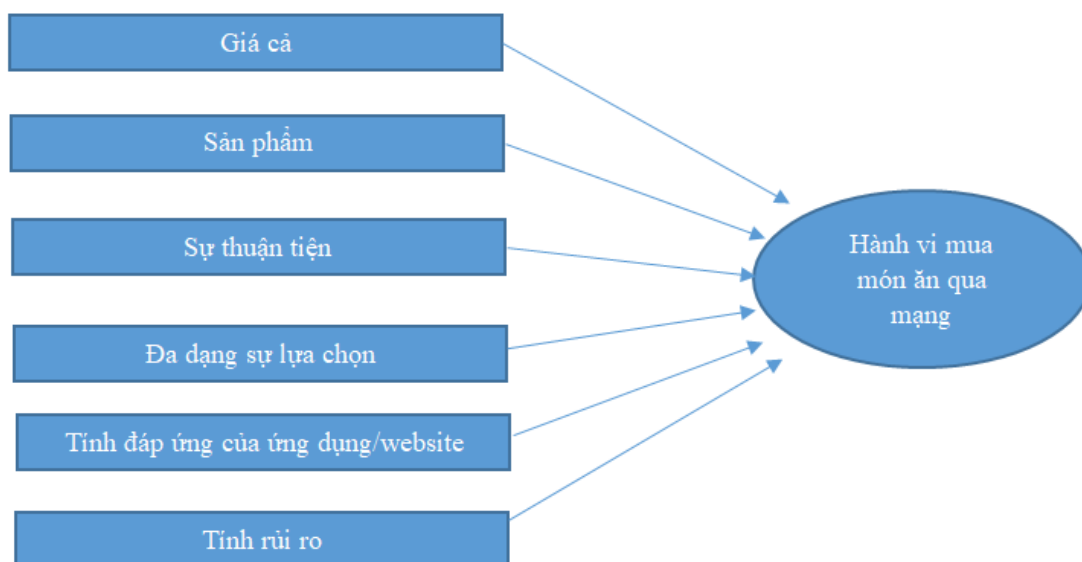 Giá cả
Sản phẩm
Sự thuận tiện
Đa dạng sự lựa chọn
Tính đáp ứng của ứng dụng/website
Tính rủi ro
Hành vi mua
món ăn qua
mạng